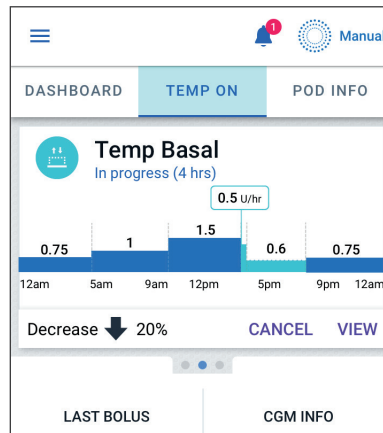 1
Manual
DASHBOARD TEMP ON POD INFO
Temp Basal
In progress (4 hrs)
0.5 U/hr
0.75 1 1.5 0.6 0.75
12am 5am 9am 12pm 5pm 9pm 12am
Decrease 20% CANCEL VIEW
LAST BOLUS CGM INFO